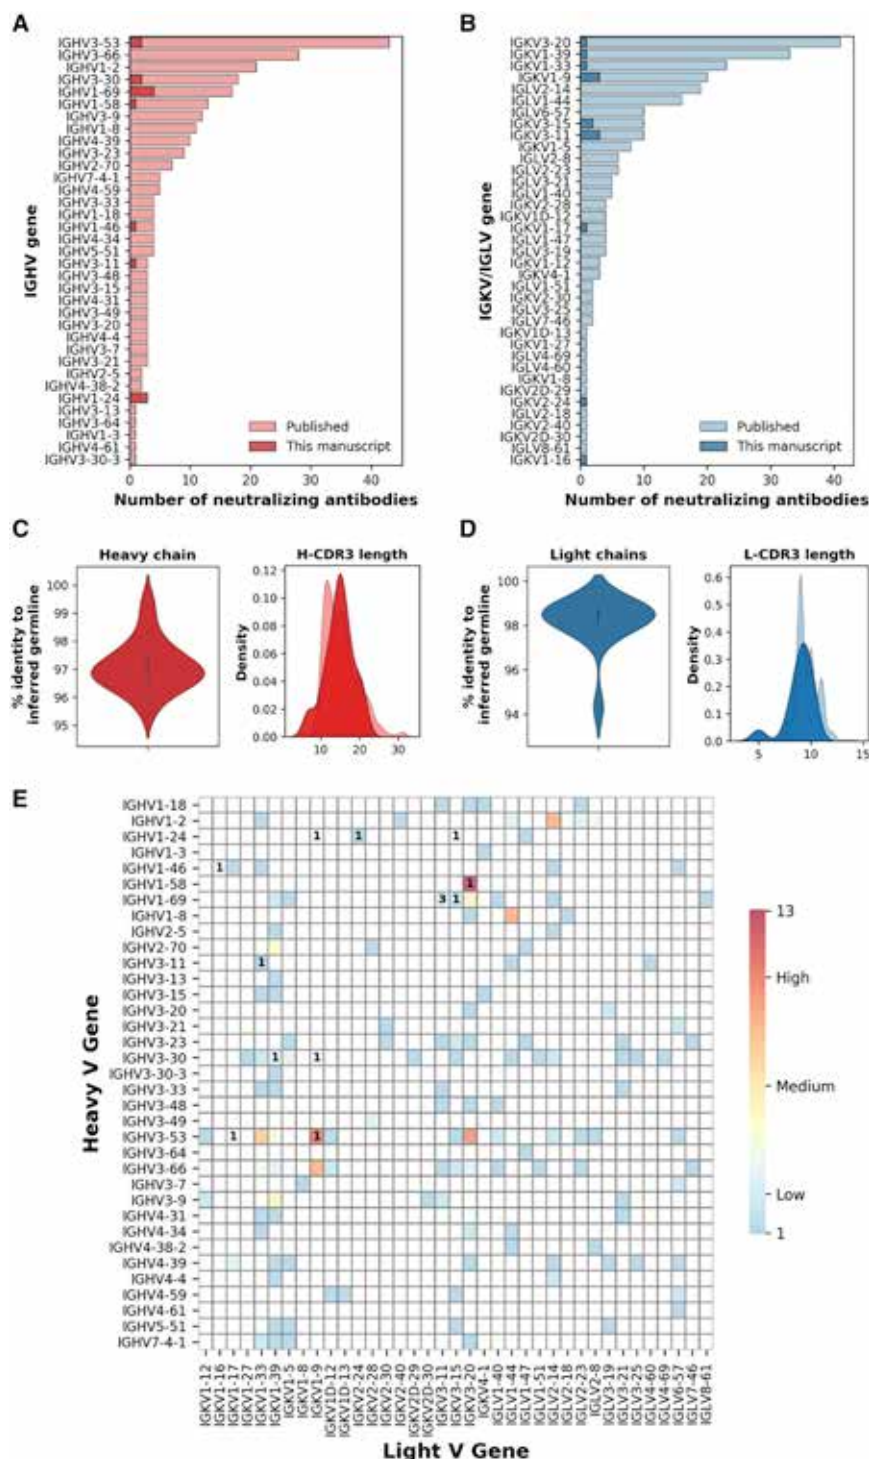 A
IGHV gene
IGHV3-53
IGHV3-66
IGHV1-2
IGHV3-30
IGHV1-69
IGHV1-58
IGHV3-9
IGHV1-8
IGHV4-39
IGHV3-23
IGHV2-70
IGHV7-4-1
IGHV4-59
IGHV3-33
IGHV1-18
IGHV1-46
IGHV4-34
IGHV5-51
IGHV3-11
IGHV3-48
IGHV3-15
IGHV4-31
IGHV3-49
IGHV3-20
IGHV4-4
IGHV3-7
IGHV3-21
IGHV2-5
IGHV4-38-2
IGHV1-24
IGHV3-13
IGHV3-64
IGHV1-3
IGHV4-61
IGHV3-30-3
Published
This manuscript
0 10 20 30 40
Number of neutralizing antibodies
B
IGKV/IGLV gene
IGKV3-20
IGKV1-39
IGKV1-33
IGKV1-9
IGLV2-14
IGLV1-44
IGLV6-57
IGKV3-15
IGKV3-11
IGKV1-5
IGLV2-8
IGLV2-23
IGLV3-21
IGLV1-40
IGKV2-28
IGKV1D-12
IGKV1-17
IGLV1-47
IGLV3-19
IGKV1-12
IGKV4-1
IGLV1-51
IGKV2-30
IGLV3-25
IGLV7-46
IGKV1D-13
IGKV1-27
IGLV4-69
IGLV4-60
IGKV1-8
IGKV2D-29
IGKV2-24
IGLV2-18
IGKV2-40
IGKV2D-30
IGLV8-61
IGKV1-16
Published
This manuscript
0 10 20 30 40
Number of neutralizing antibodies
C
Heavy chain
% identity to
inferred germline
100
99
98
97
96
95
H-CDR3 length
Density
0.12
0.10
0.08
0.06
0.04
0.02
0.00
10 20 30
D
Light chains
% identity to
inferred germline
100
98
96
94
L-CDR3 length
Density
0.6
0.5
0.4
0.3
0.2
0.1
0.0
5 10 15
E
Heavy V Gene
IGHV1-18
IGHV1-2
IGHV1-24 1 1 1
IGHV1-3
IGHV1-46 1
IGHV1-58 1
IGHV1-69 3 1
IGHV1-8
IGHV2-5
IGHV2-70
IGHV3-11 1
IGHV3-13
IGHV3-15
IGHV3-20
IGHV3-21
IGHV3-23
IGHV3-30 1 1
IGHV3-30-3
IGHV3-33
IGHV3-48
IGHV3-49
IGHV3-53 1 1
IGHV3-64
IGHV3-66
IGHV3-7
IGHV3-9
IGHV4-31
IGHV4-34
IGHV4-38-2
IGHV4-39
IGHV4-4
IGHV4-59
IGHV4-61
IGHV5-51
IGHV7-4-1
13
High
Medium
Low
1
IGKV1-12
IGKV1-16
IGKV1-17
IGKV1-27
IGKV1-33
IGKV1-39
IGKV1-5
IGKV1-8
IGKV1-9
IGKV1D-12
IGKV1D-13
IGKV2-24
IGKV2-28
IGKV2-30
IGKV2-40
IGKV2D-29
IGKV2D-30
IGKV3-11
IGKV3-15
IGKV3-20
IGKV4-1
IGLV1-40
IGLV1-44
IGLV1-47
IGLV1-51
IGLV2-14
IGLV2-18
IGLV2-23
IGLV2-8
IGLV3-19
IGLV3-21
IGLV3-25
IGLV4-60
IGLV4-69
IGLV6-57
IGLV7-46
IGLV8-61
Light V Gene